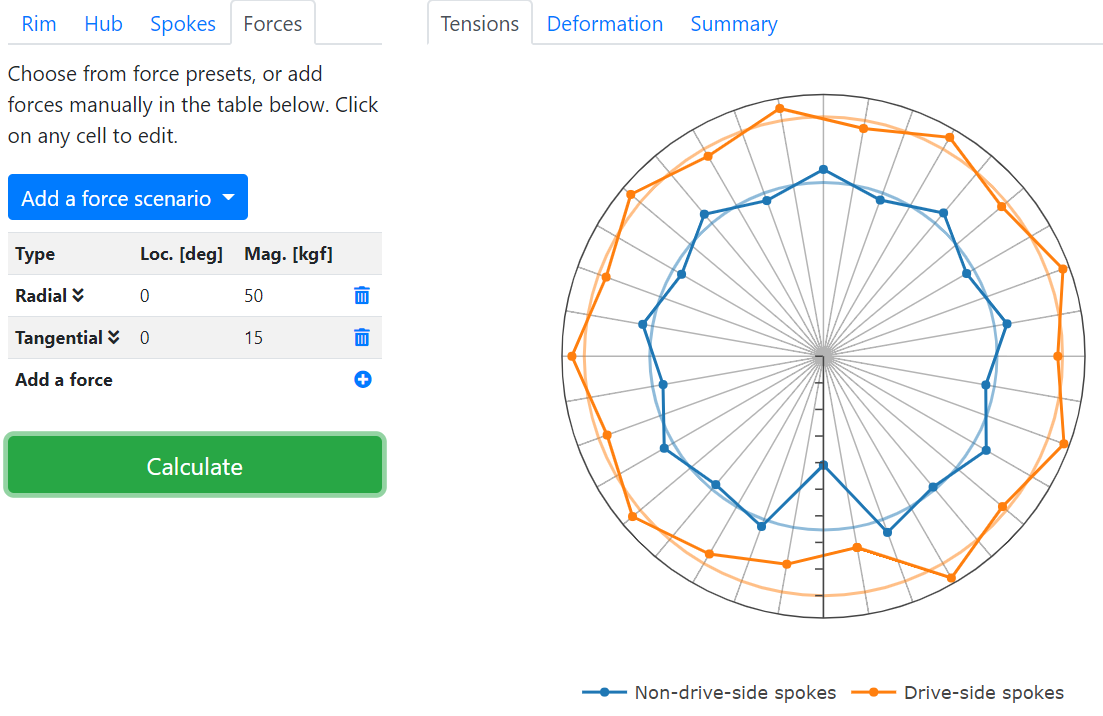 Rim Hub Spokes Forces
Tensions Deformation Summary
Choose from force presets, or add
forces manually in the table below. Click
on any cell to edit.
Add a force scenario
Type Loc. [deg] Mag. [kgf]
Radial 0 50
Tangential 0 15
Add a force
Calculate
Non-drive-side spokes Drive-side spokes